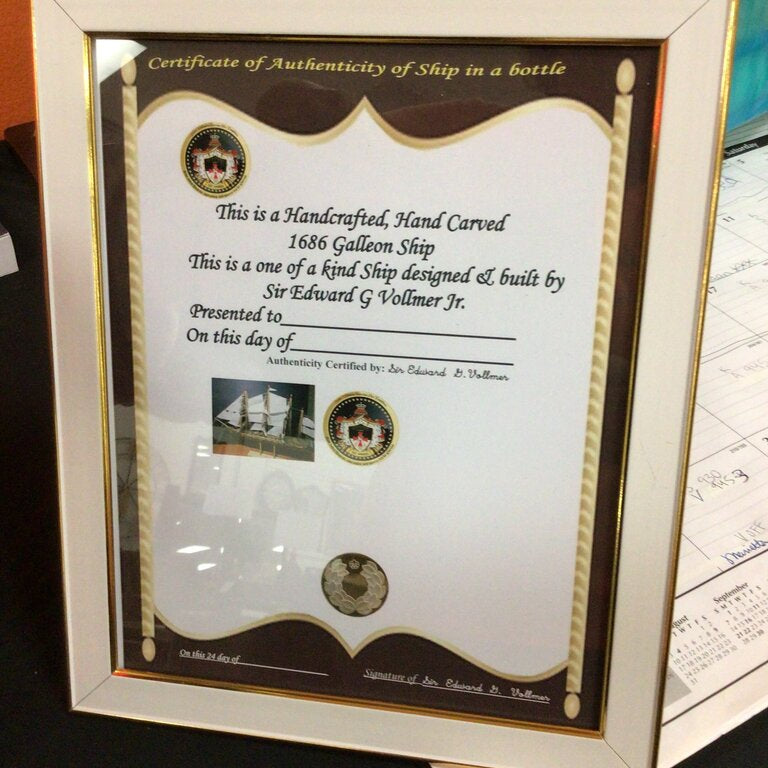 Certificate of Authenticity of Ship in a bottle
This is a Handcrafted, Hand Carved
1686 Galleon Ship
This is a one of a kind Ship designed & built by
Sir Edward G Vollmer Jr.
Presented to
On this day of
Authenticity Certified by: Sir Edward G. Vollmer
On this 24 day of
Signature of Sir Edward G. Vollmer
Saturday
September
S M T W T F S